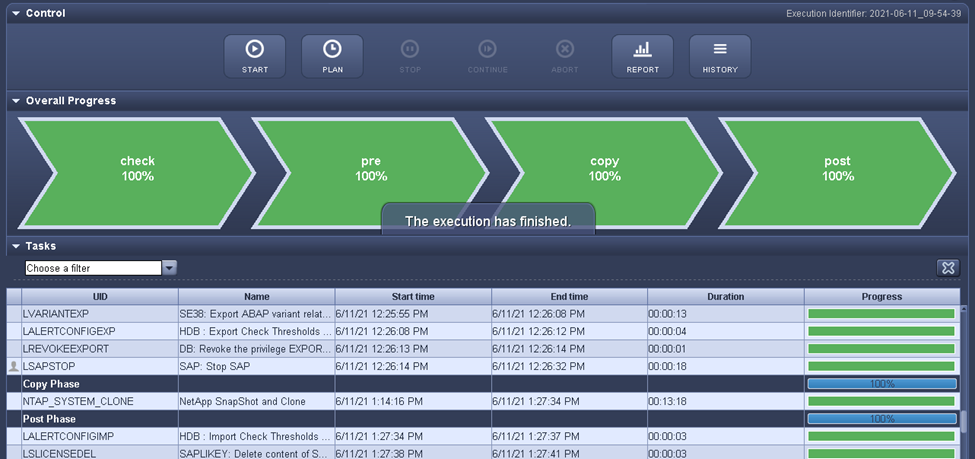 Control Execution Identifier: 2021-06-11_09-54-39
START PLAN STOP CONTINUE ABORT REPORT HISTORY
Overall Progress
check pre copy post
100% 100% 100% 100%
The execution has finished.
Tasks
Choose a filter
UID Name Start time End time Duration Progress
LVARIANTEXP SE38: Export ABAP variant relat... 6/11/21 12:25:55 PM 6/11/21 12:26:08 PM 00:00:13
LALERTCONFIGEXP HDB : Export Check Thresholds ... 6/11/21 12:26:08 PM 6/11/21 12:26:12 PM 00:00:04
LREVOKEEXPORT DB: Revoke the privilege EXPOR... 6/11/21 12:26:13 PM 6/11/21 12:26:14 PM 00:00:01
LSAPSTOP SAP: Stop SAP 6/11/21 12:26:14 PM 6/11/21 12:26:32 PM 00:00:18
Copy Phase 100%
NTAP_SYSTEM_CLONE NetApp SnapShot and Clone 6/11/21 1:14:16 PM 6/11/21 1:27:34 PM 00:13:18
Post Phase 100%
LALERTCONFIGIMP HDB : Import Check Thresholds ... 6/11/21 1:27:34 PM 6/11/21 1:27:37 PM 00:00:03
LSLICENSEDEL SAPLIKEY: Delete content of S... 6/11/21 1:27:38 PM 6/11/21 1:27:41 PM 00:00:03